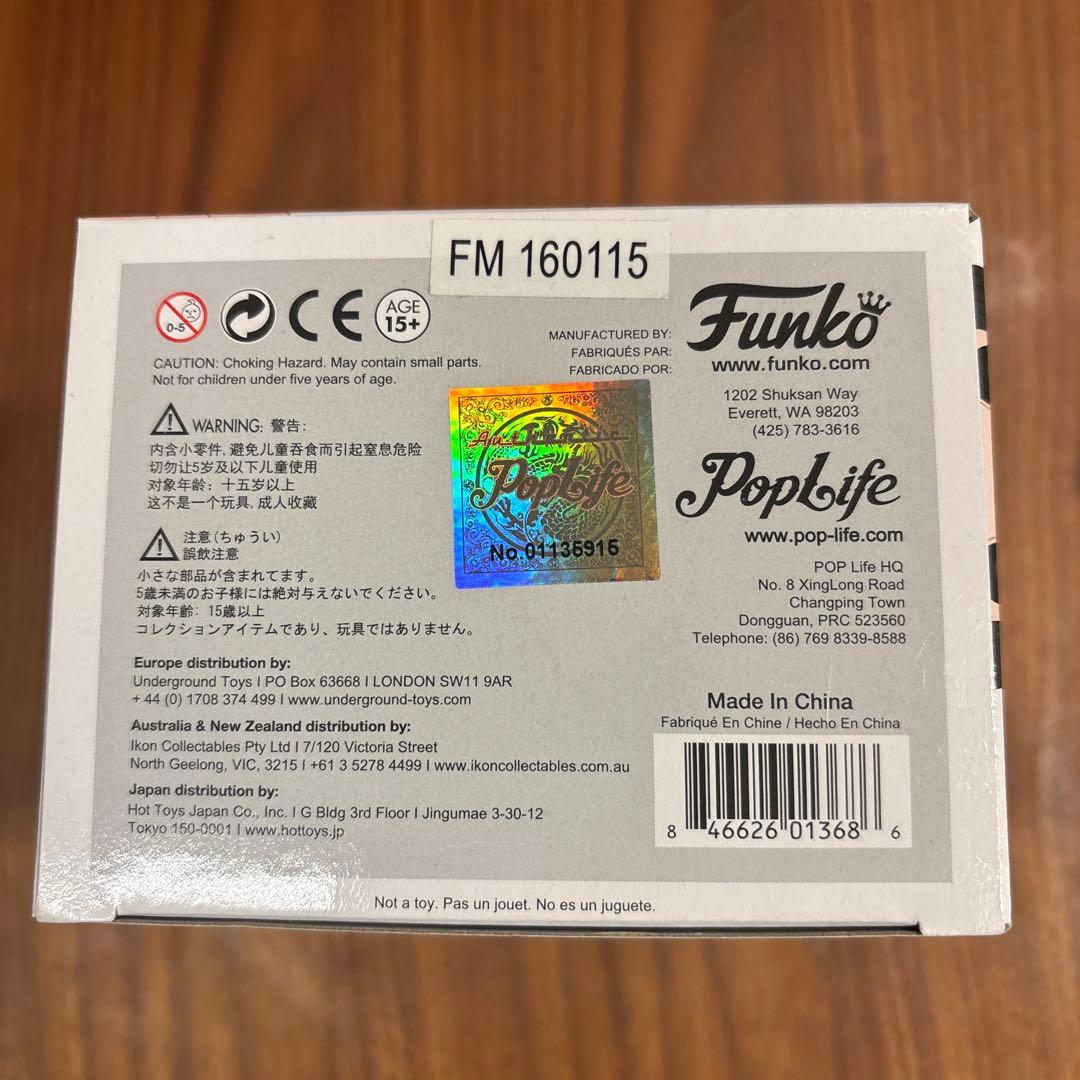 FM 160115
0-5
CE
AGE
15+
CAUTION: Choking Hazard. May contain small parts.
Not for children under five years of age.
WARNING: 警告:
内含小零件, 避免儿童吞食而引起窒息危险
切勿让5岁及以下儿童使用
对象年龄: 十五岁以上
这不是一个玩具, 成人收藏
注意(ちゅうい)
誤飲注意
小さな部品が含まれてます。
5歳未満のお子様には絶対与えないでください。
対象年齢: 15歳以上
コレクションアイテムであり、玩具ではありません。
MANUFACTURED BY:
FABRIQUÉS PAR:
FABRICADO POR:
Funko
www.funko.com
1202 Shuksan Way
Everett, WA 98203
(425) 783-3616
PopLife
No.01135915
PopLife
www.pop-life.com
POP Life HQ
No. 8 XingLong Road
Changping Town
Dongguan, PRC 523560
Telephone: (86) 769 8339-8588
Europe distribution by:
Underground Toys I PO Box 63668 I LONDON SW11 9AR
+ 44 (0) 1708 374 499 I www.underground-toys.com
Australia & New Zealand distribution by:
Ikon Collectables Pty Ltd I 7/120 Victoria Street
North Geelong, VIC, 3215 I +61 3 5278 4499 I www.ikoncollectables.com.au
Japan distribution by:
Hot Toys Japan Co., Inc. I G Bldg 3rd Floor I Jingumae 3-30-12
Tokyo 150-0001 I www.hottoys.jp
Made In China
Fabriqué En Chine / Hecho En China
8 46626 01368 6
Not a toy. Pas un jouet. No es un juguete.